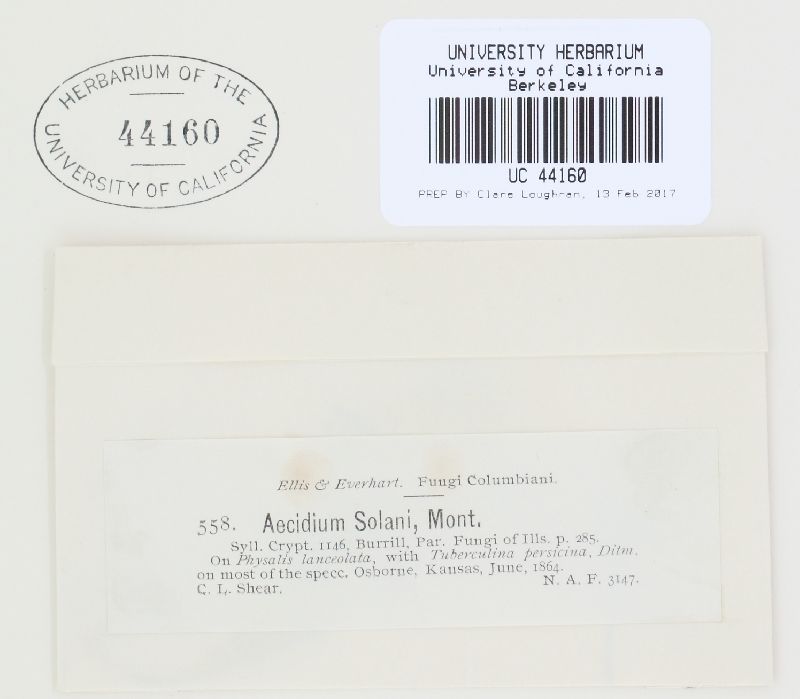 HERBARIUM OF THE
44160
UNIVERSITY OF CALIFORNIA
UNIVERSITY HERBARIUM
University of California
Berkeley
UC 44160
PREP BY Clare Loughran, 13 Feb 2017
Ellis & Everhart. Fungi Columbiani.
558. Aecidium Solani, Mont.
Syll. Crypt. 1146, Burrill, Par. Fungi of Ills. p. 285.
On Physalis lanceolata, with Tuberculina persicina, Ditm.
on most of the specc. Osborne, Kansas, June, 1864.
C. L. Shear. N. A. F. 3147.